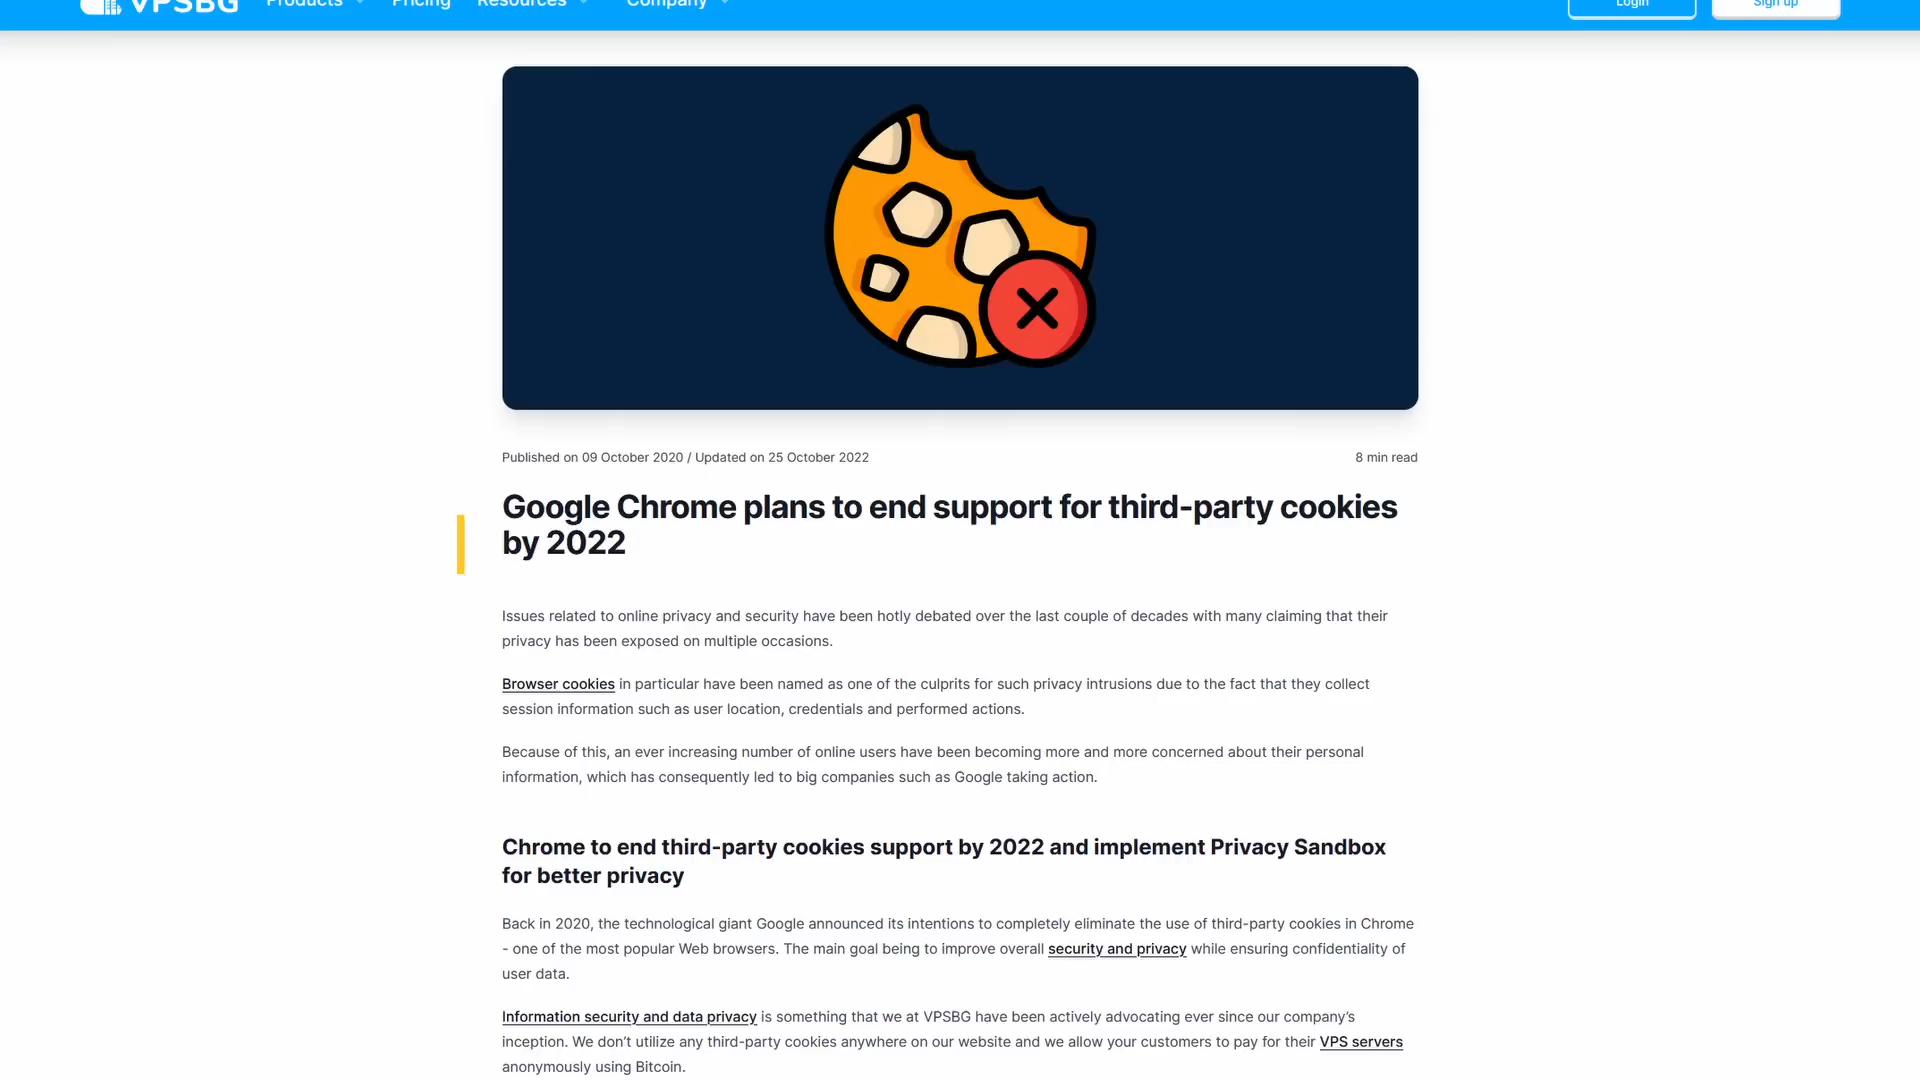 VPSBG Products Pricing Resources Company Login Sign up
Published on 09 October 2020 / Updated on 25 October 2022 8 min read
Google Chrome plans to end support for third-party cookies
by 2022
Issues related to online privacy and security have been hotly debated over the last couple of decades with many claiming that their
privacy has been exposed on multiple occasions.
Browser cookies in particular have been named as one of the culprits for such privacy intrusions due to the fact that they collect
session information such as user location, credentials and performed actions.
Because of this, an ever increasing number of online users have been becoming more and more concerned about their personal
information, which has consequently led to big companies such as Google taking action.
Chrome to end third-party cookies support by 2022 and implement Privacy Sandbox
for better privacy
Back in 2020, the technological giant Google announced its intentions to completely eliminate the use of third-party cookies in Chrome
- one of the most popular Web browsers. The main goal being to improve overall security and privacy while ensuring confidentiality of
user data.
Information security and data privacy is something that we at VPSBG have been actively advocating ever since our company’s
inception. We don’t utilize any third-party cookies anywhere on our website and we allow your customers to pay for their VPS servers
anonymously using Bitcoin.